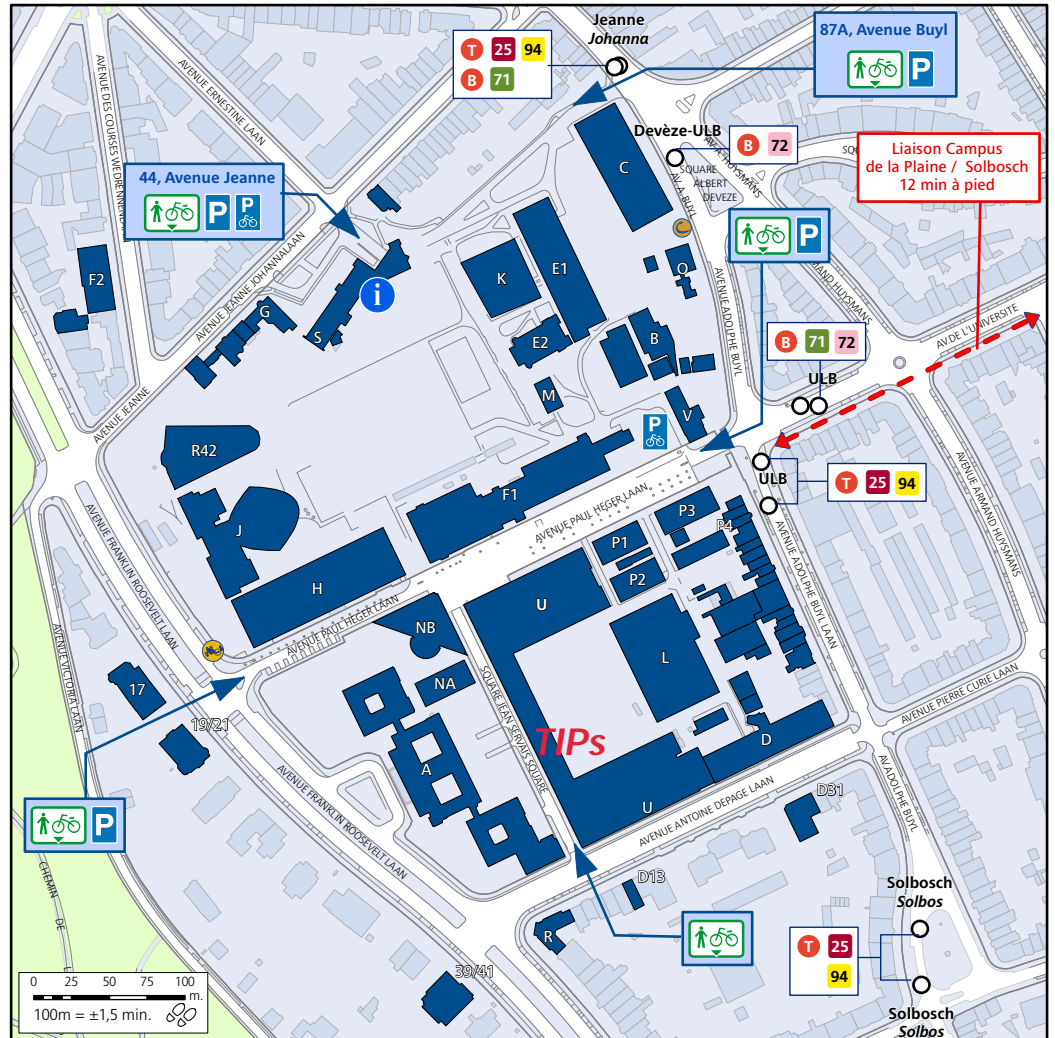 Jeanne
Johanna
T 25 94
B 71
87A, Avenue Buyl
P
Devèze-ULB
B 72
Liaison Campus
de la Plaine / Solbosch
12 min à pied
44, Avenue Jeanne
P P
P
AVENUE DES COURSES
AVENUE ERNESTINE LAAN
AVENUE JEANNE JOHANNALAAN
AVENUE JEANNE
SQUARE
ALBERT
DEVEZE
AV. A. BUYL
AVENUE ADOLPHE BUYL
AV.DE L'UNIVERSITE
AVENUE ARMAND HUYSMANS
F2
G
S
i
C
K
E1
E2
Q
B
M
V
P
B 71 72
ULB
ULB
T 25 94
R42
J
F1
H
AVENUE PAUL HEGER LAAN
AVENUE PAUL HEGER LAAN
P3
P4
P1
P2
U
L
NB
NA
A
TIPs
D
U
SQUARE JEAN SERVAIS SQUARE
AVENUE FRANKLIN ROOSEVELT LAAN
AVENUE FRANKLIN ROOSEVELT LAAN
AVENUE VICTORIA LAAN
AVENUE ADOLPHE BUYL LAAN
AVENUE PIERRE CURIE LAAN
AV.ADOLPHE BUYL
AVENUE ANTOINE DEPAGE LAAN
17
19/21
P
CHEMIN DE
D31
D13
R
39/41
Solbosch
Solbos
T 25
94
Solbosch
Solbos
0 25 50 75 100
m.
100m = ±1,5 min.